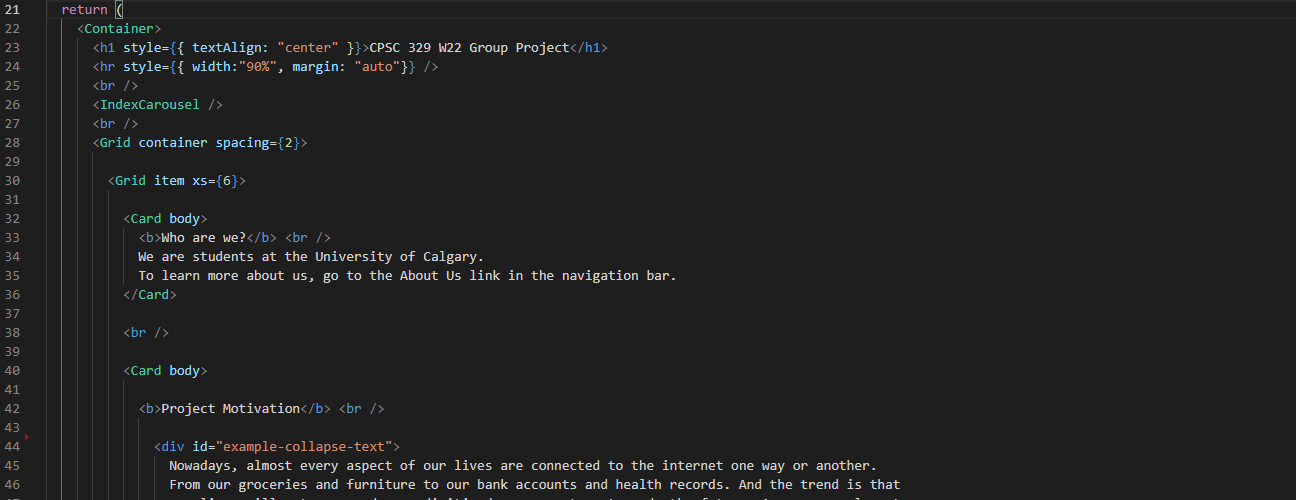 21 return (
22 <Container>
23 <h1 style={{ textAlign: "center" }}>CPSC 329 W22 Group Project</h1>
24 <hr style={{ width:"90%", margin: "auto"}} />
25 <br />
26 <IndexCarousel />
27 <br />
28 <Grid container spacing={2}>
29
30 <Grid item xs={6}>
31
32 <Card body>
33 <b>Who are we?</b> <br />
34 We are students at the University of Calgary.
35 To learn more about us, go to the About Us link in the navigation bar.
36 </Card>
37
38 <br />
39
40 <Card body>
41
42 <b>Project Motivation</b> <br />
43
44 <div id="example-collapse-text">
45 Nowadays, almost every aspect of our lives are connected to the internet one way or another.
46 From our groceries and furniture to our bank accounts and health records. And the trend is that